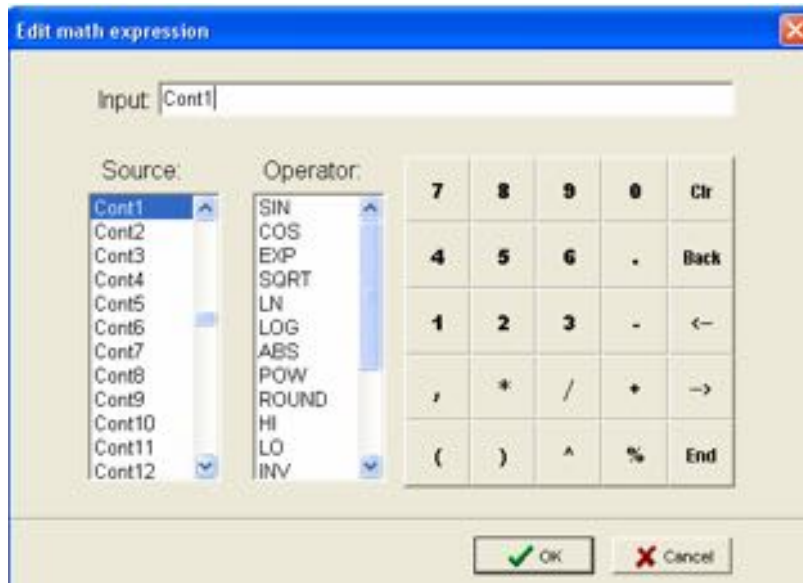 Edit math expression
Input: Cont1
Source:
Cont1
Cont2
Cont3
Cont4
Cont5
Cont6
Cont7
Cont8
Cont9
Cont10
Cont11
Cont12
Operator:
SIN
COS
EXP
SQRT
LN
LOG
ABS
POW
ROUND
HI
LO
INV
7 8 9 0 Clr
4 5 6 . Back
1 2 3 - <--
, * / + -->
( ) ^ % End
OK Cancel